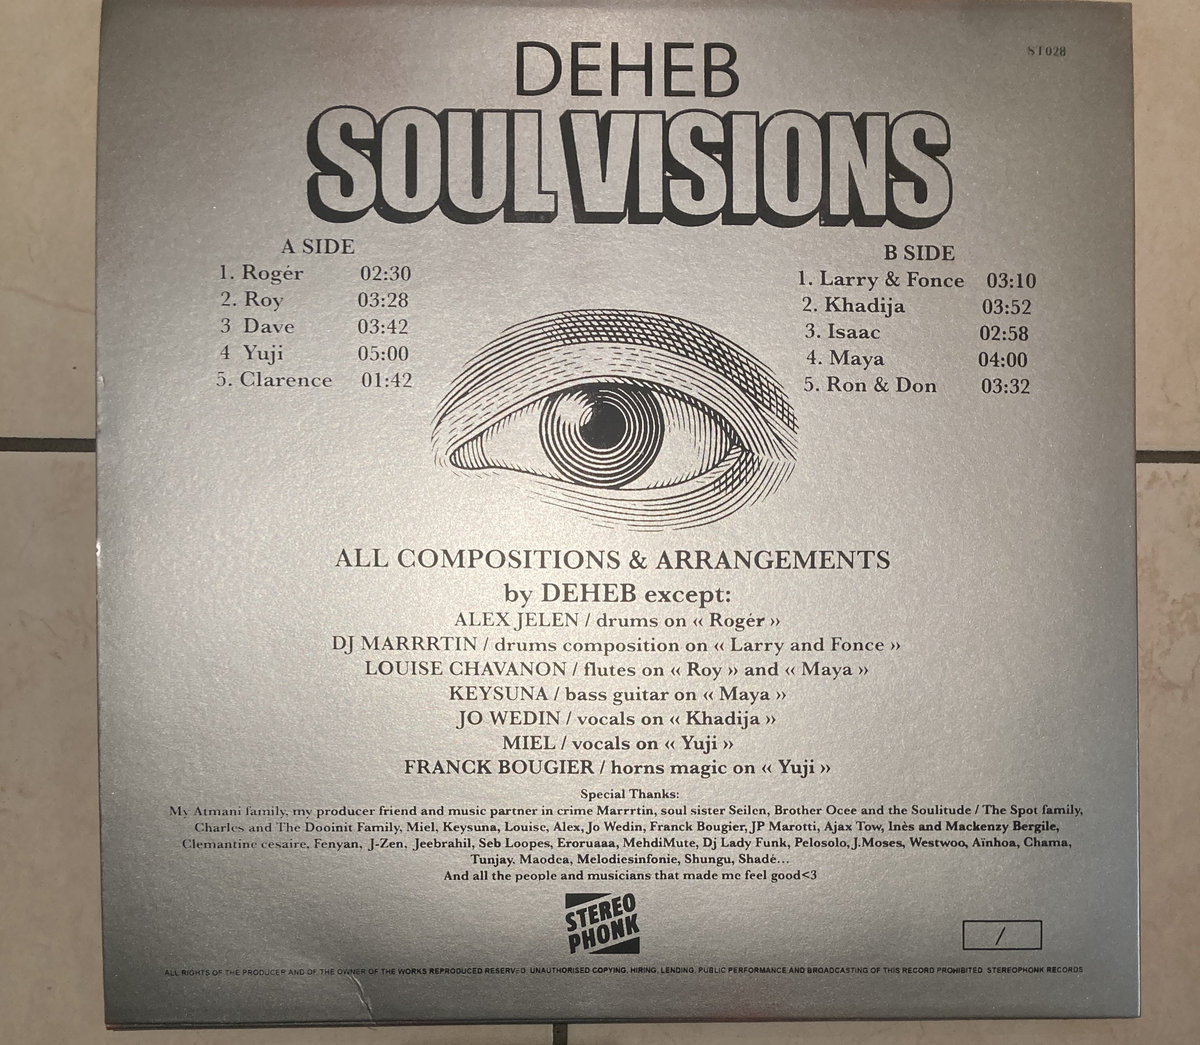 DEHEB
ST028
SOUL VISIONS
A SIDE
1. Rogér 02:30
2. Roy 03:28
3 Dave 03:42
4 Yuji 05:00
5. Clarence 01:42
B SIDE
1. Larry & Fonce 03:10
2. Khadija 03:52
3. Isaac 02:58
4. Maya 04:00
5. Ron & Don 03:32
ALL COMPOSITIONS & ARRANGEMENTS
by DEHEB except:
ALEX JELEN / drums on « Rogér »
DJ MARRRTIN / drums composition on « Larry and Fonce »
LOUISE CHAVANON / flutes on « Roy » and « Maya »
KEYSUNA / bass guitar on « Maya »
JO WEDIN / vocals on « Khadija »
MIEL / vocals on « Yuji »
FRANCK BOUGIER / horns magic on « Yuji »
Special Thanks:
My Atmani family, my producer friend and music partner in crime Marrrtin, soul sister Seilen, Brother Ocee and the Soulitude / The Spot family,
Charles and The Dooinit Family, Miel, Keysuna, Louise, Alex, Jo Wedin, Franck Bougier, JP Marotti, Ajax Tow, Inès and Mackenzy Bergile,
Clemantine cesaire, Fenyan, J-Zen, Jeebrahil, Seb Loopes, Eroruaaa, MehdiMute, Dj Lady Funk, Pelosolo, J.Moses, Westwoo, Aïnhoa, Chama,
Tunjay, Maodea, Melodiesinfonie, Shungu, Shadé...
And all the people and musicians that made me feel good<3
STEREO
PHONK
/
ALL RIGHTS OF THE PRODUCER AND OF THE OWNER OF THE WORKS REPRODUCED RESERVED. UNAUTHORISED COPYING, HIRING, LENDING, PUBLIC PERFORMANCE AND BROADCASTING OF THIS RECORD PROHIBITED. STEREOPHONK RECORDS